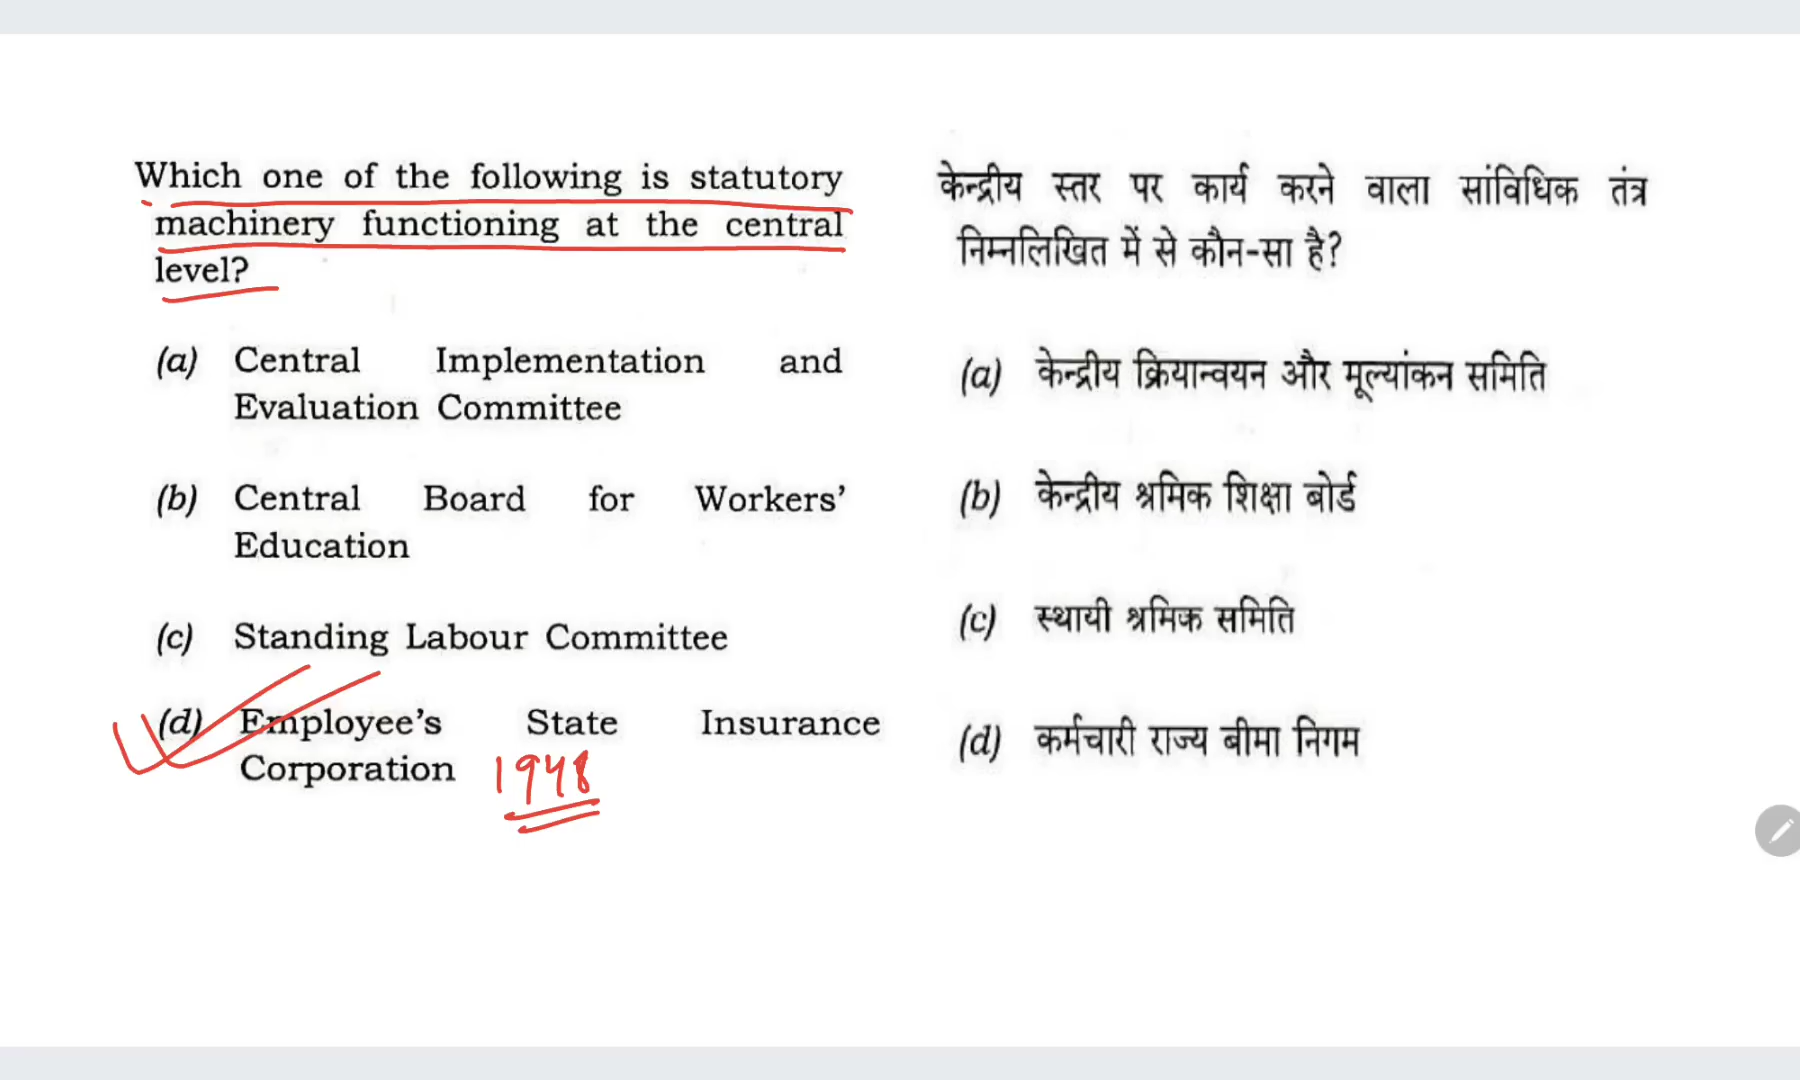 Which one of the following is statutory
machinery functioning at the central
level?
(a) Central Implementation and
Evaluation Committee
(b) Central Board for Workers'
Education
(c) Standing Labour Committee
(d) Employee's State Insurance
Corporation 1948
केन्द्रीय स्तर पर कार्य करने वाला सांविधिक तंत्र
निम्नलिखित में से कौन-सा है?
(a) केन्द्रीय क्रियान्वयन और मूल्यांकन समिति
(b) केन्द्रीय श्रमिक शिक्षा बोर्ड
(c) स्थायी श्रमिक समिति
(d) कर्मचारी राज्य बीमा निगम